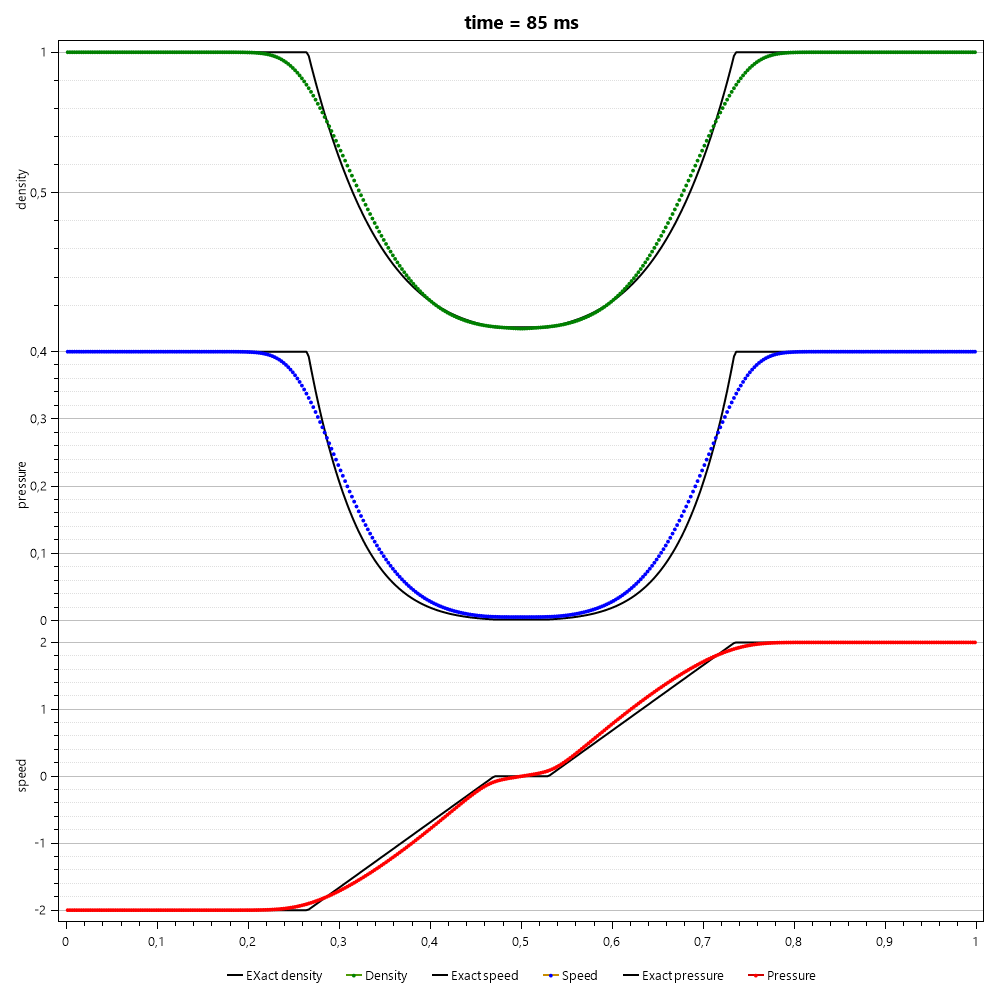 time = 85 ms
1
0,5
density
0,4
0,3
0,2
0,1
0
pressure
2
1
0
-1
-2
speed
0 0,1 0,2 0,3 0,4 0,5 0,6 0,7 0,8 0,9 1
EXact density Density Exact speed Speed Exact pressure Pressure